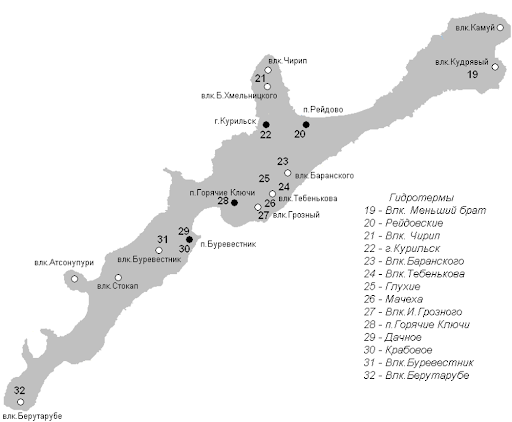 влк.Камуй
влк.Чирип
влк.Кудрявый
19
21
влк.Б.Хмельницкого
п.Рейдово
г.Курильск
22
20
23
влк.Баранского
25
24
п.Горячие Ключи
влк.Тебенькова
28
26
27
влк.Грозный
29
31
30
п.Буревестник
влк.Буревестник
влк.Атсонупури
влк.Стокап
32
влк.Берутарубе
Гидротермы
19 - Влк. Меньший брат
20 - Рейдовские
21 - Влк. Чирип
22 - г.Курильск
23 - Влк.Баранского
24 - Влк.Тебенькова
25 - Глухие
26 - Мачеха
27 - Влк.И.Грозного
28 - п.Горячие Ключи
29 - Дачное
30 - Крабовое
31 - Влк.Буревестник
32 - Влк.Берутарубе